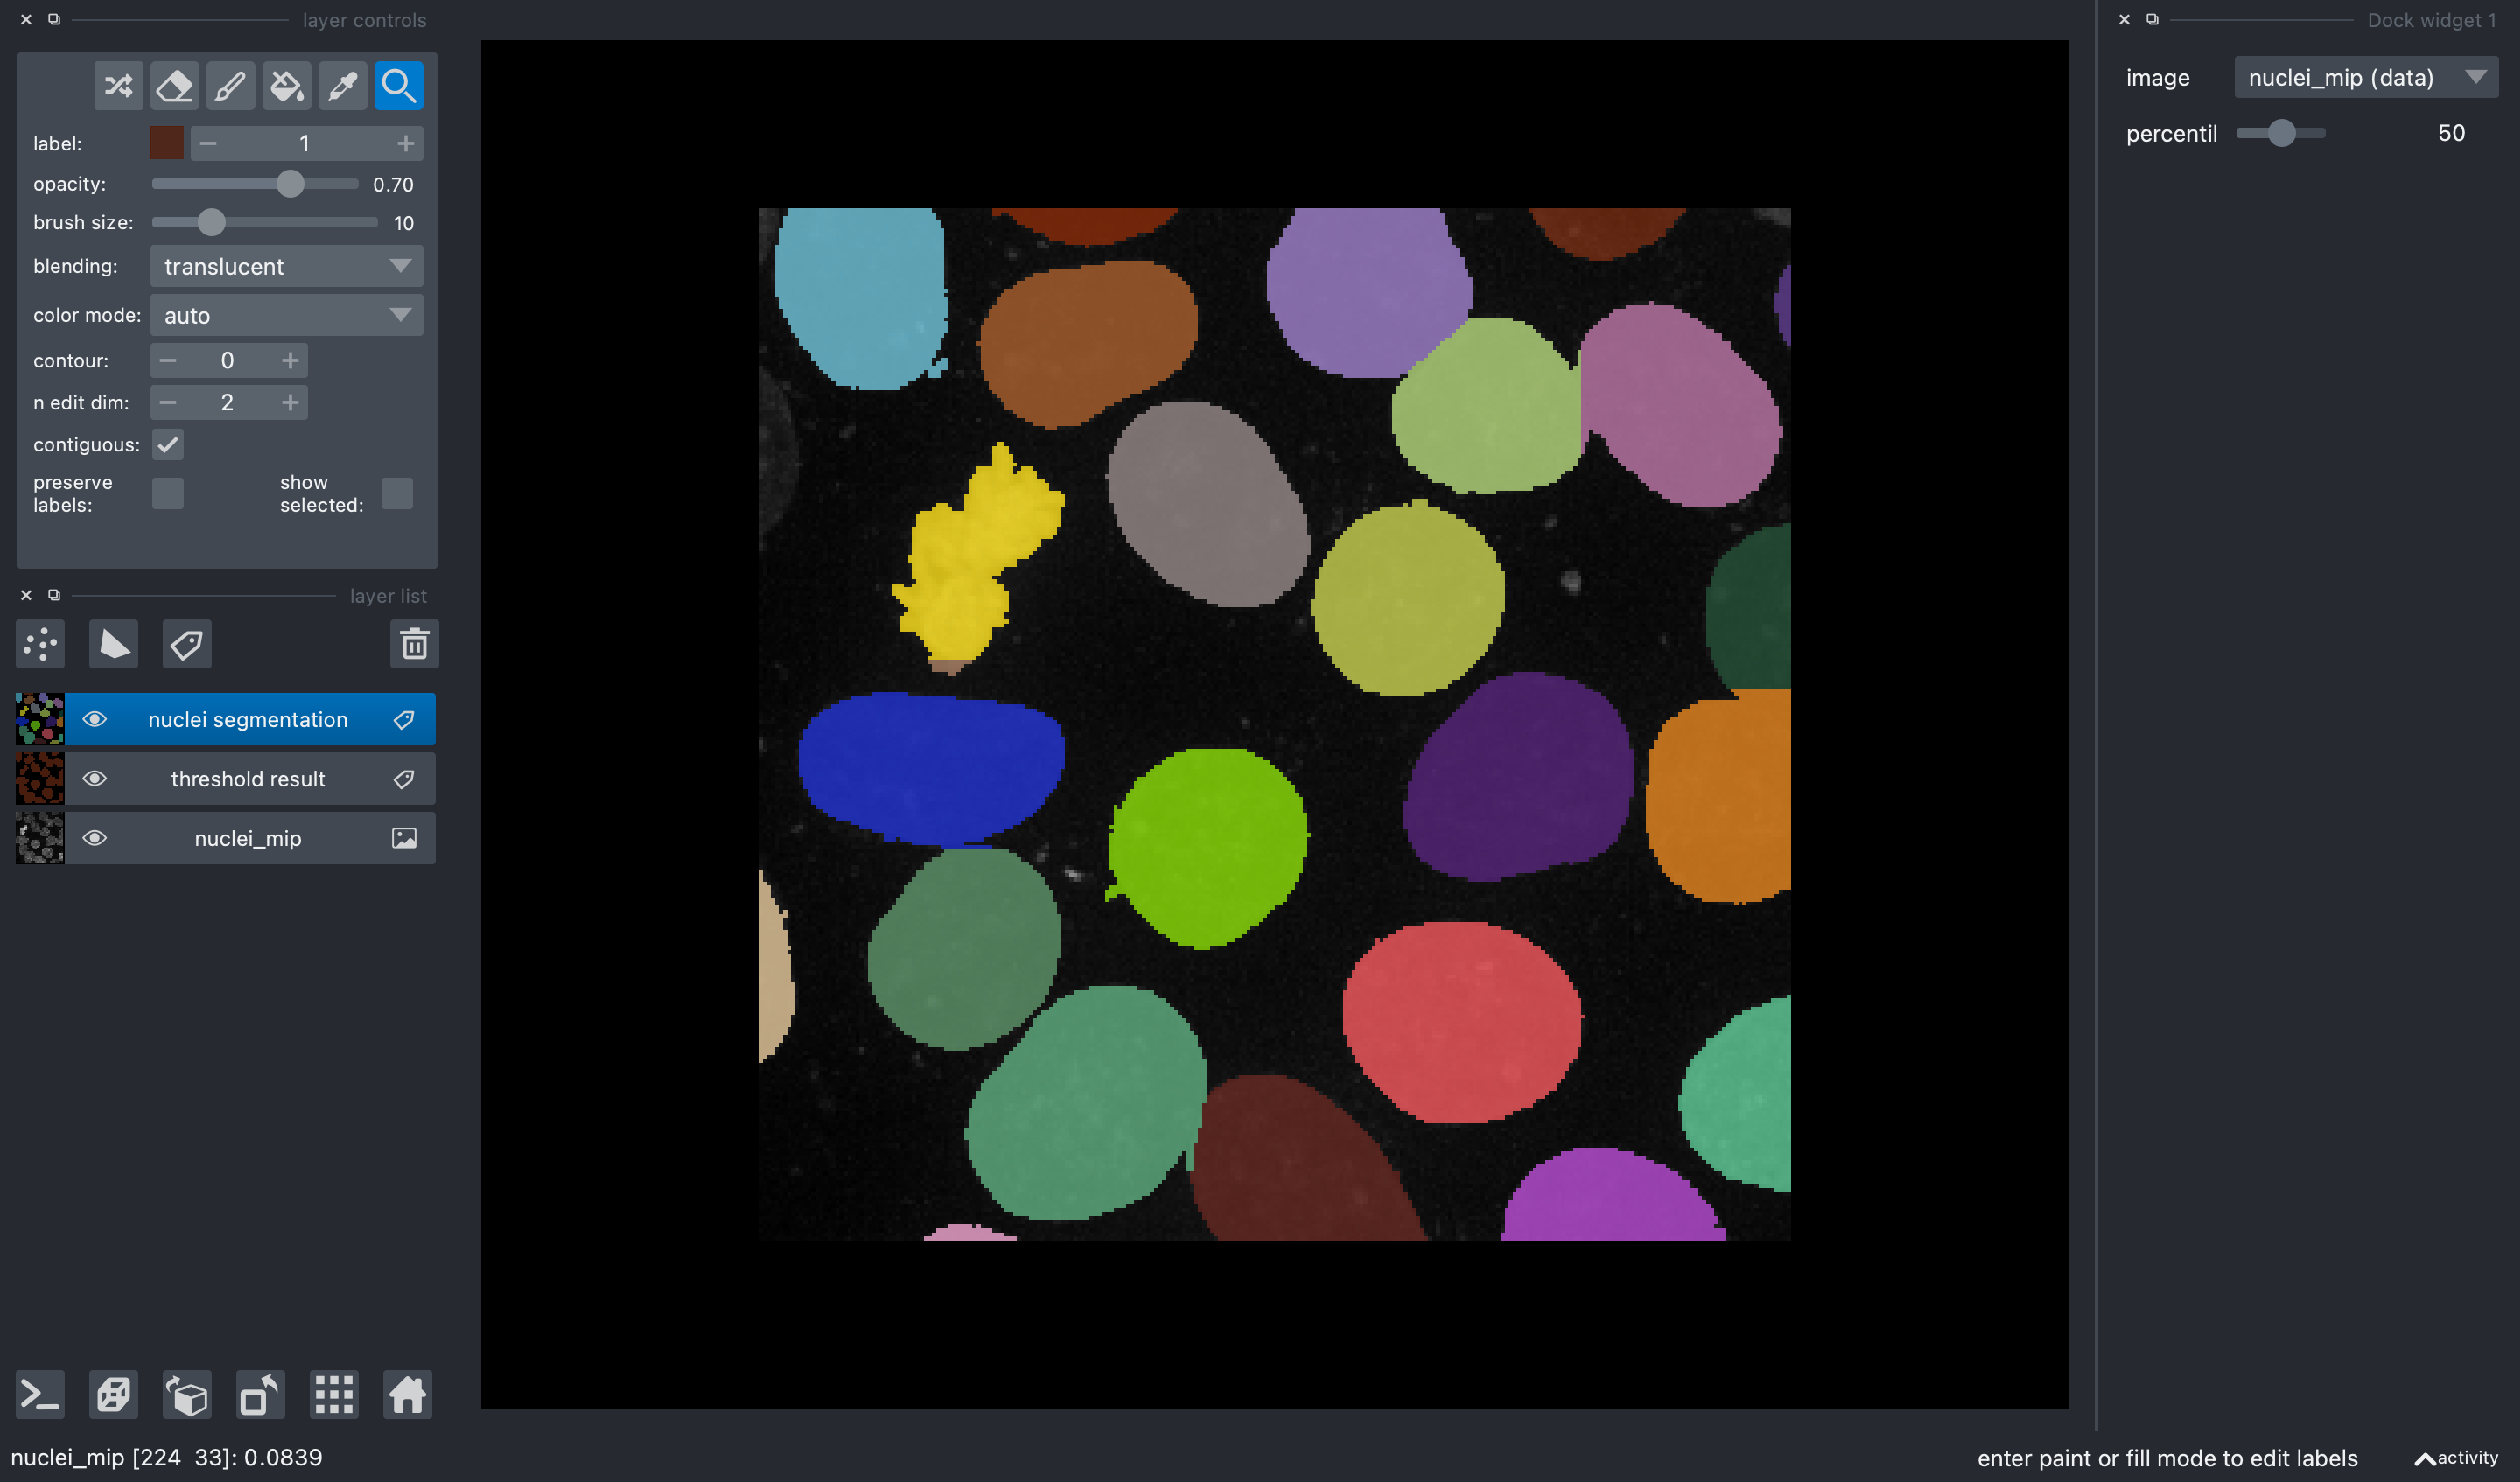 layer controls
label: 1
opacity: 0.70
brush size: 10
blending: translucent
color mode: auto
contour: 0
n edit dim: 2
contiguous:
preserve labels:
show selected:
layer list
nuclei segmentation
threshold result
nuclei_mip
nuclei_mip [224 33]: 0.0839
Dock widget 1
image nuclei_mip (data)
percentil 50
enter paint or fill mode to edit labels
activity